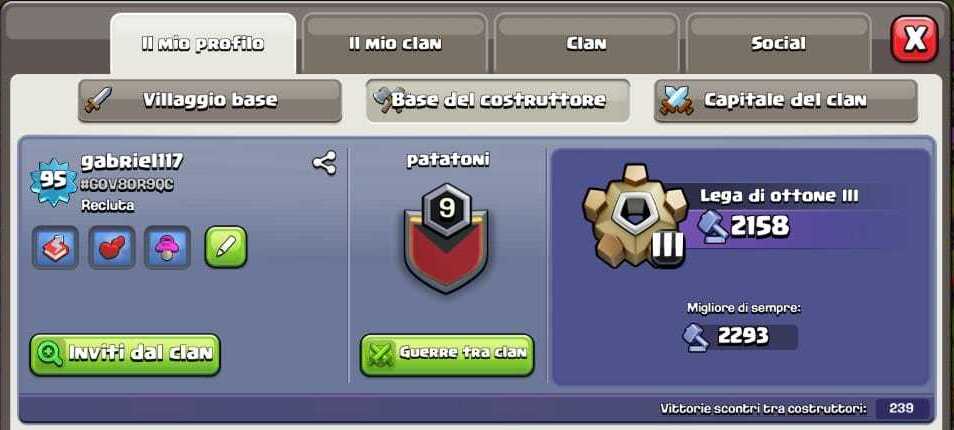 Il mio profilo
Il mio clan
Clan
Social
X
Villaggio base
Base del costruttore
Capitale del clan
95
gabriel117
#G0V80R9QC
Recluta
patatoni
9
Lega di ottone III
2158
III
Migliore di sempre:
2293
Inviti dal clan
Guerre tra clan
Vittorie scontri tra costruttori: 239